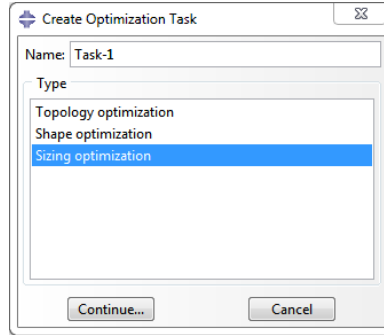 Create Optimization Task
Name: Task-1
Type
Topology optimization
Shape optimization
Sizing optimization
Continue... Cancel